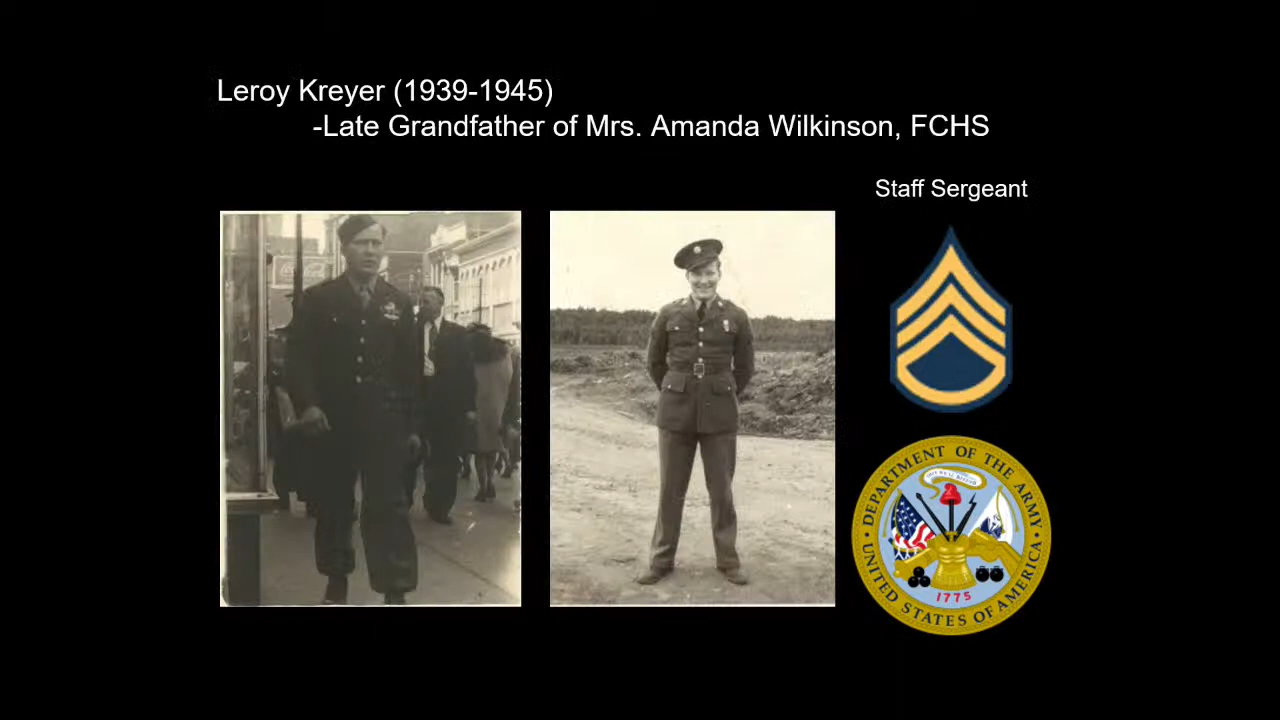 Leroy Kreyer (1939-1945)
-Late Grandfather of Mrs. Amanda Wilkinson, FCHS
Staff Sergeant
DEPARTMENT OF THE ARMY
UNITED STATES OF AMERICA
1775